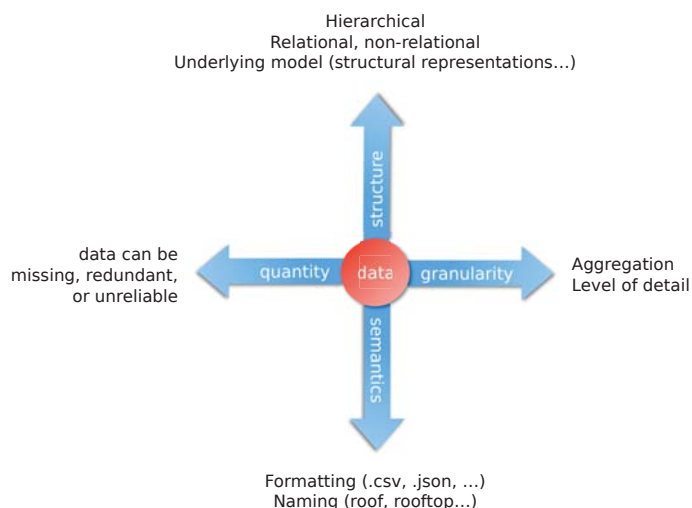 Hierarchical
Relational, non-relational
Underlying model (structural representations…)
structure
data can be
missing, redundant,
or unreliable
quantity
data
granularity
Aggregation
Level of detail
semantics
Formatting (.csv, .json, …)
Naming (roof, rooftop…)